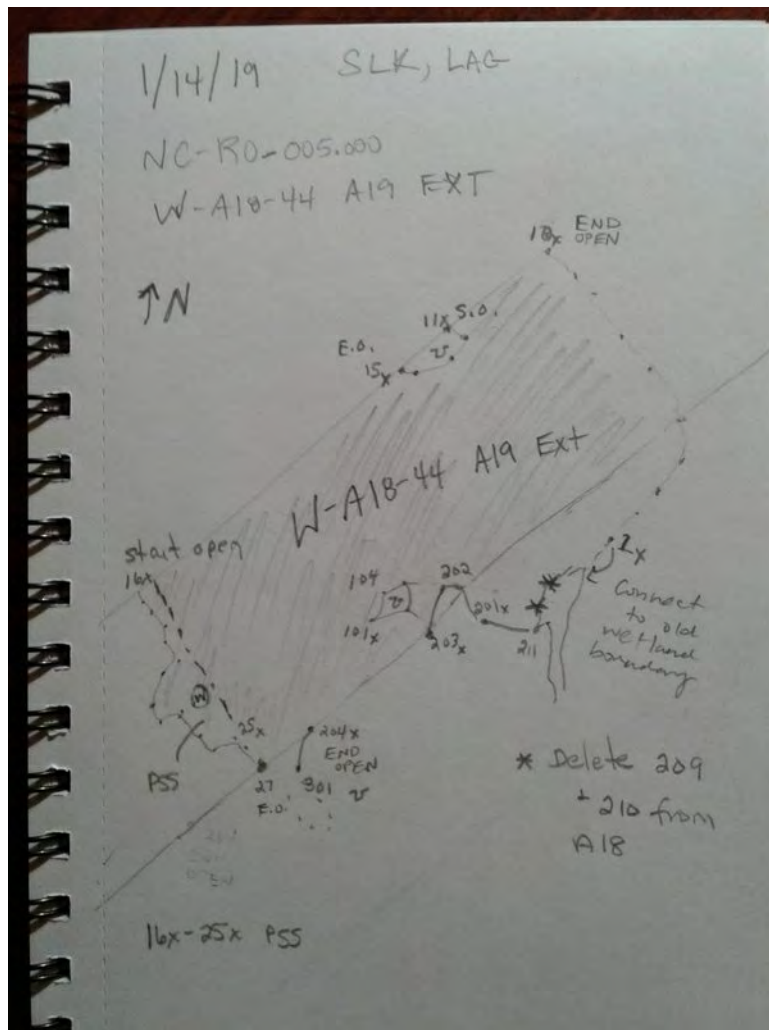 1/14/19 SLK, LAG
NC-RO-005.000
W-A18-44 A19 EXT
END
OPEN
↑N
11x S.O.
E.O.
15x
v
W-A18-44 A19 Ext
start open
16x
104
202
v
101x
201x
203x
211
2x
Connect
to old
wetland
boundary
W
25x
PSS
204x
END
OPEN
27
E.O.
301
v
* Delete 209
+ 210 from
A18
16x-25x PSS